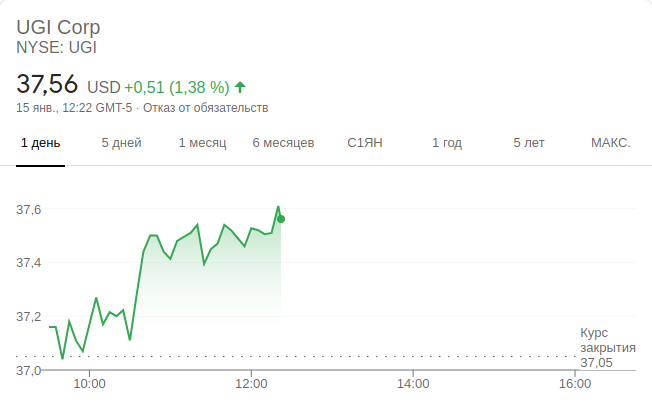 UGI Corp
NYSE: UGI
37,56 USD +0,51 (1,38 %)
15 янв., 12:22 GMT-5 · Отказ от обязательств
1 день 5 дней 1 месяц 6 месяцев С1ЯН 1 год 5 лет МАКС.
37,6
37,4
37,2
Курс
закрытия
37,05
37,0
10:00 12:00 14:00 16:00